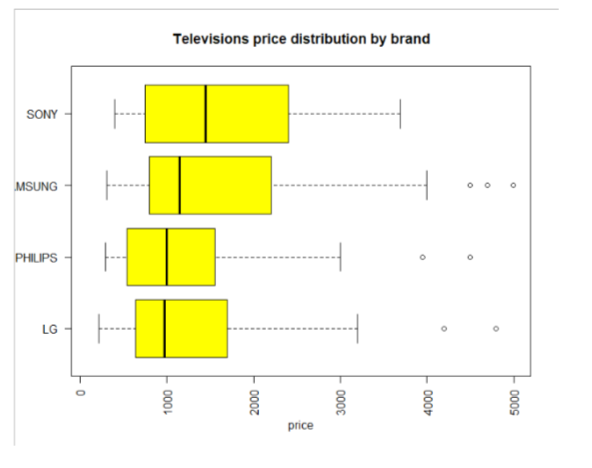 Televisions price distribution by brand
SONY
MSUNG
PHILIPS
LG
0 1000 2000 3000 4000 5000
price